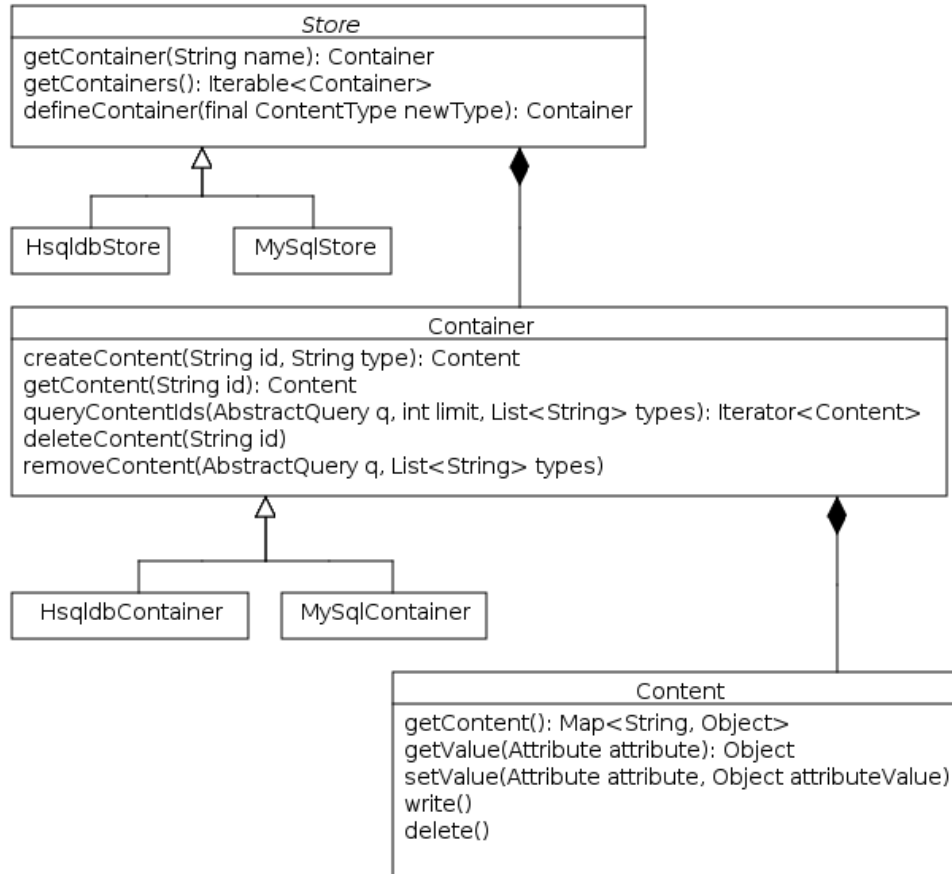 Store
getContainer(String name): Container
getContainers(): Iterable<Container>
defineContainer(final ContentType newType): Container
HsqldbStore
MySqlStore
Container
createContent(String id, String type): Content
getContent(String id): Content
queryContentIds(AbstractQuery q, int limit, List<String> types): Iterator<Content>
deleteContent(String id)
removeContent(AbstractQuery q, List<String> types)
HsqldbContainer
MySqlContainer
Content
getContent(): Map<String, Object>
getValue(Attribute attribute): Object
setValue(Attribute attribute, Object attributeValue)
write()
delete()